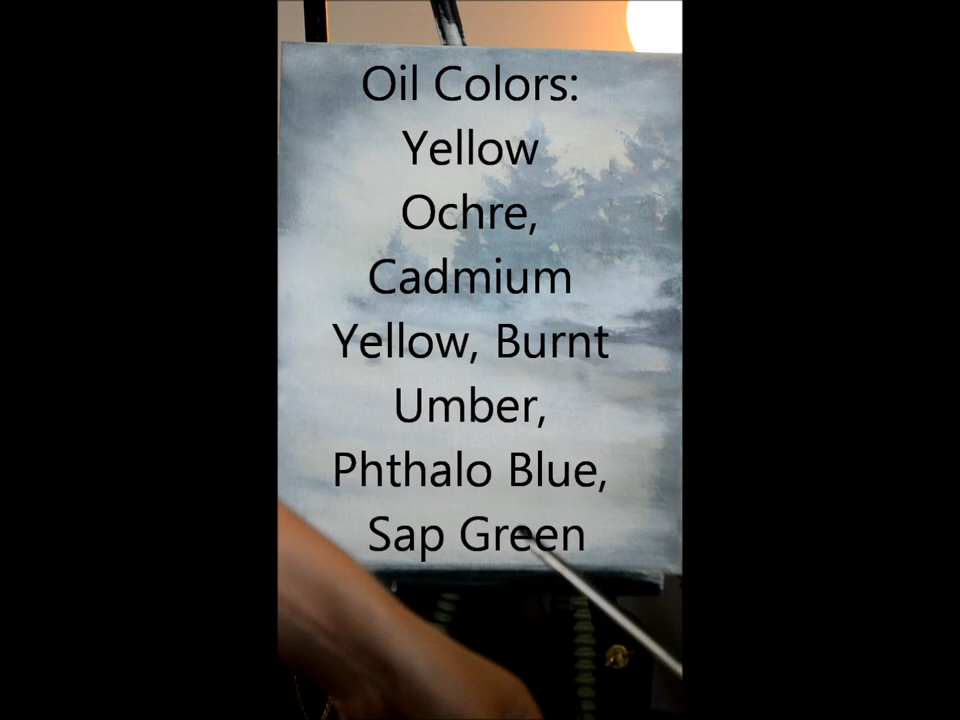 Oil Colors:
Yellow
Ochre,
Cadmium
Yellow, Burnt
Umber,
Phthalo Blue,
Sap Green